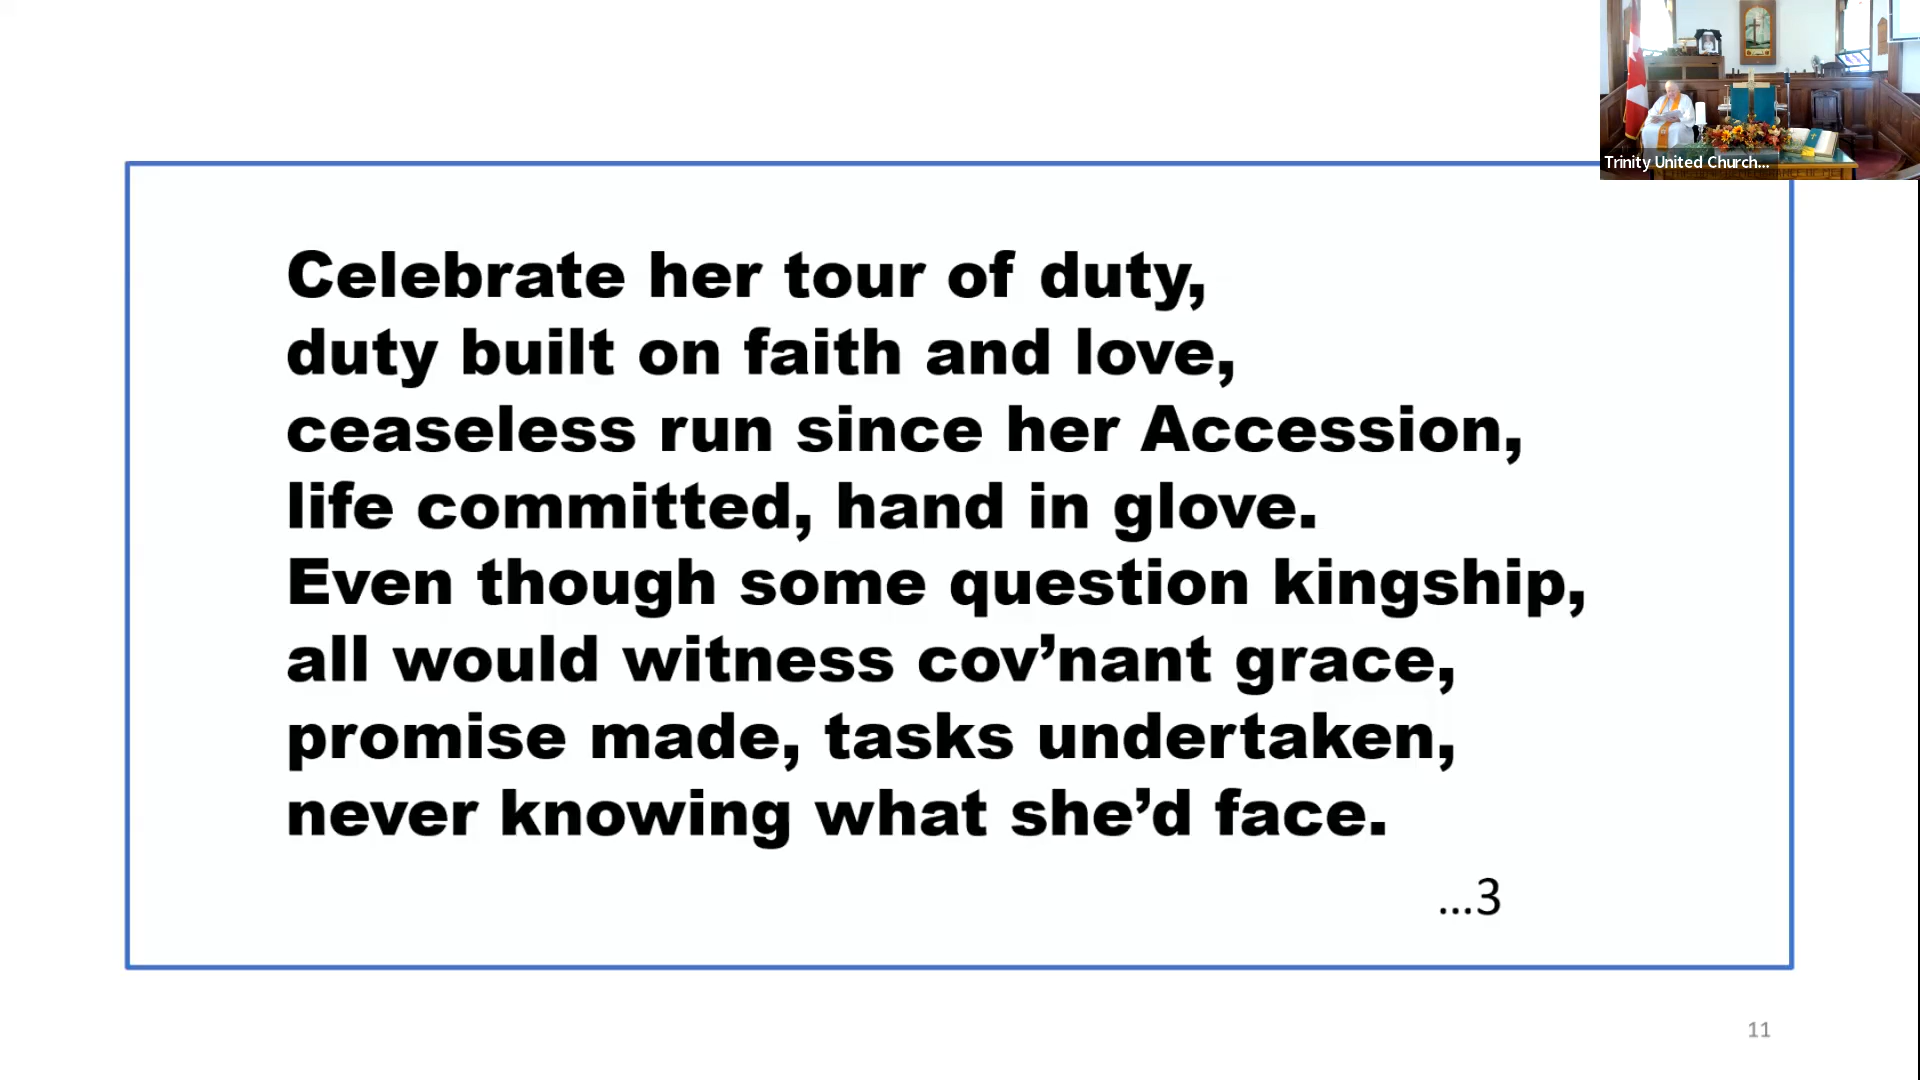 Trinity United Church...
Celebrate her tour of duty,
duty built on faith and love,
ceaseless run since her Accession,
life committed, hand in glove.
Even though some question kingship,
all would witness cov’nant grace,
promise made, tasks undertaken,
never knowing what she’d face.
...3
11